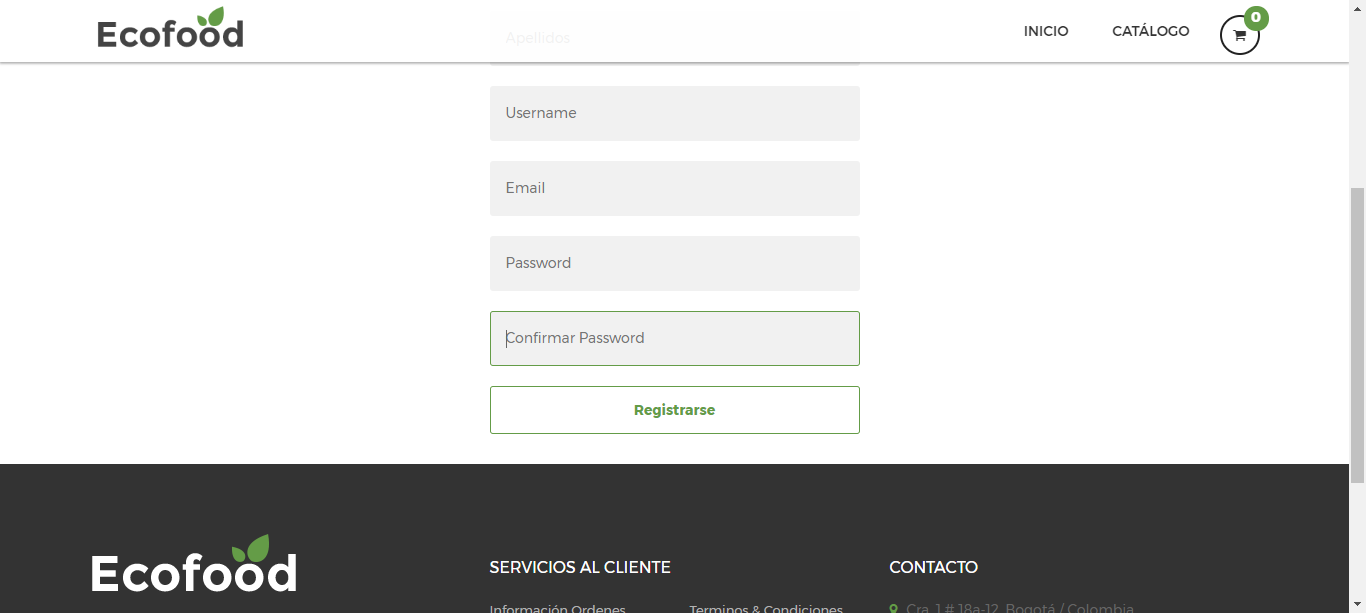 Ecofood
INICIO
CATÁLOGO
0
Apellidos
Username
Email
Password
Confirmar Password
Registrarse
Ecofood
SERVICIOS AL CLIENTE
CONTACTO
Información Ordenes
Terminos & Condiciones
Cra. 1 # 18a-12, Bogotá / Colombia